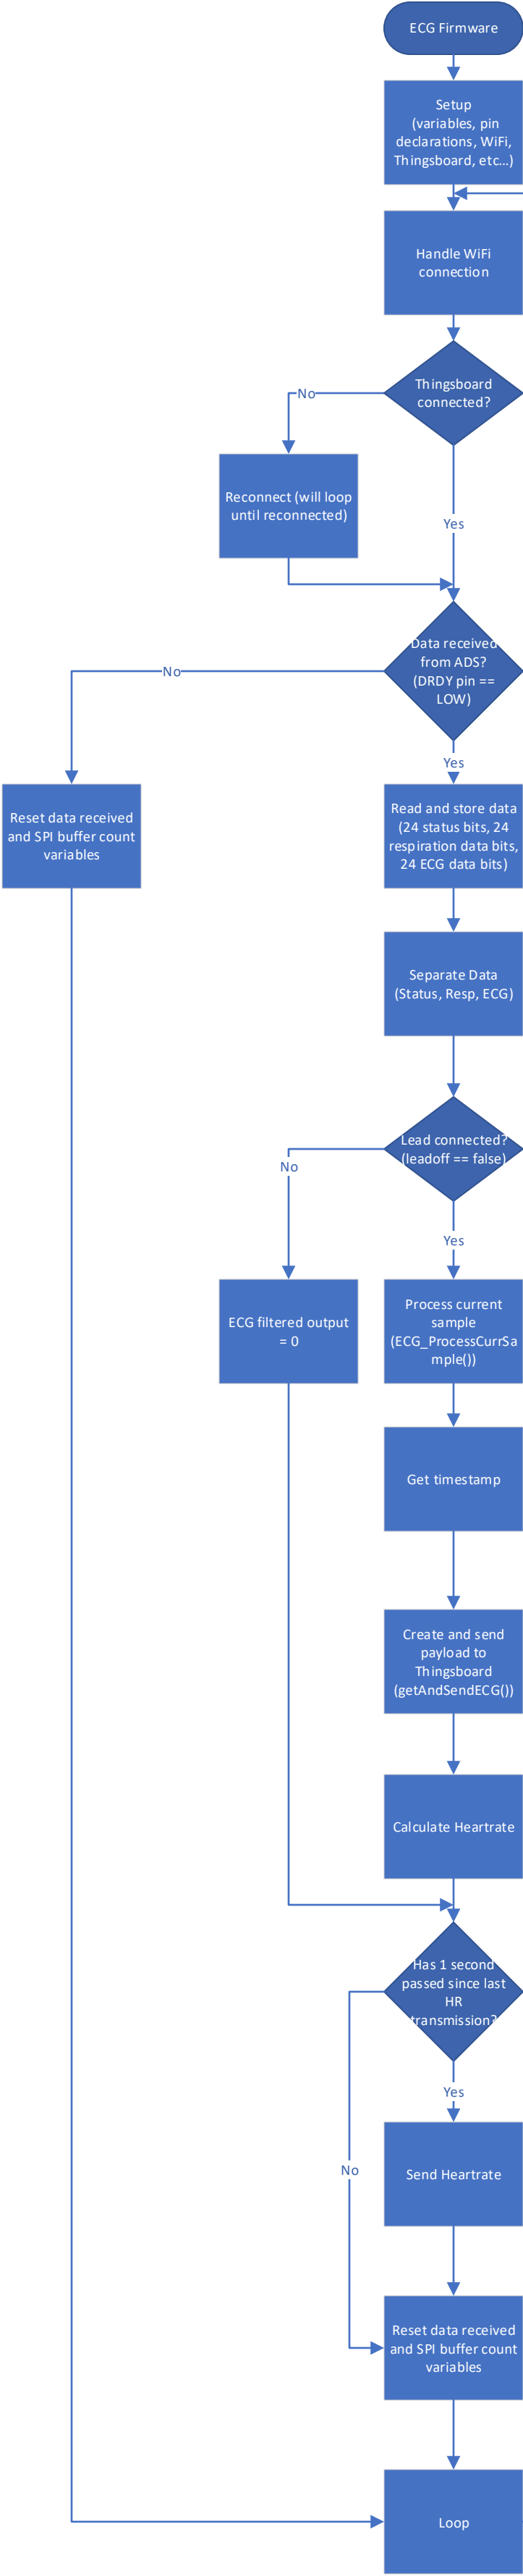 ECG Firmware
Setup
(variables, pin
declarations, WiFi,
Thingsboard, etc…)
Handle WiFi
connection
Thingsboard
connected?
No
Reconnect (will loop
until reconnected)
Yes
Data received
from ADS?
(DRDY pin ==
LOW)
No
Yes
Reset data received
and SPI buffer count
variables
Read and store data
(24 status bits, 24
respiration data bits,
24 ECG data bits)
Separate Data
(Status, Resp, ECG)
Lead connected?
(leadoff == false)
No
Yes
ECG filtered output
= 0
Process current
sample
(ECG_ProcessCurrSa
mple())
Get timestamp
Create and send
payload to
Thingsboard
(getAndSendECG())
Calculate Heartrate
Has 1 second
passed since last
HR
transmission?
Yes
No
Send Heartrate
Reset data received
and SPI buffer count
variables
Loop